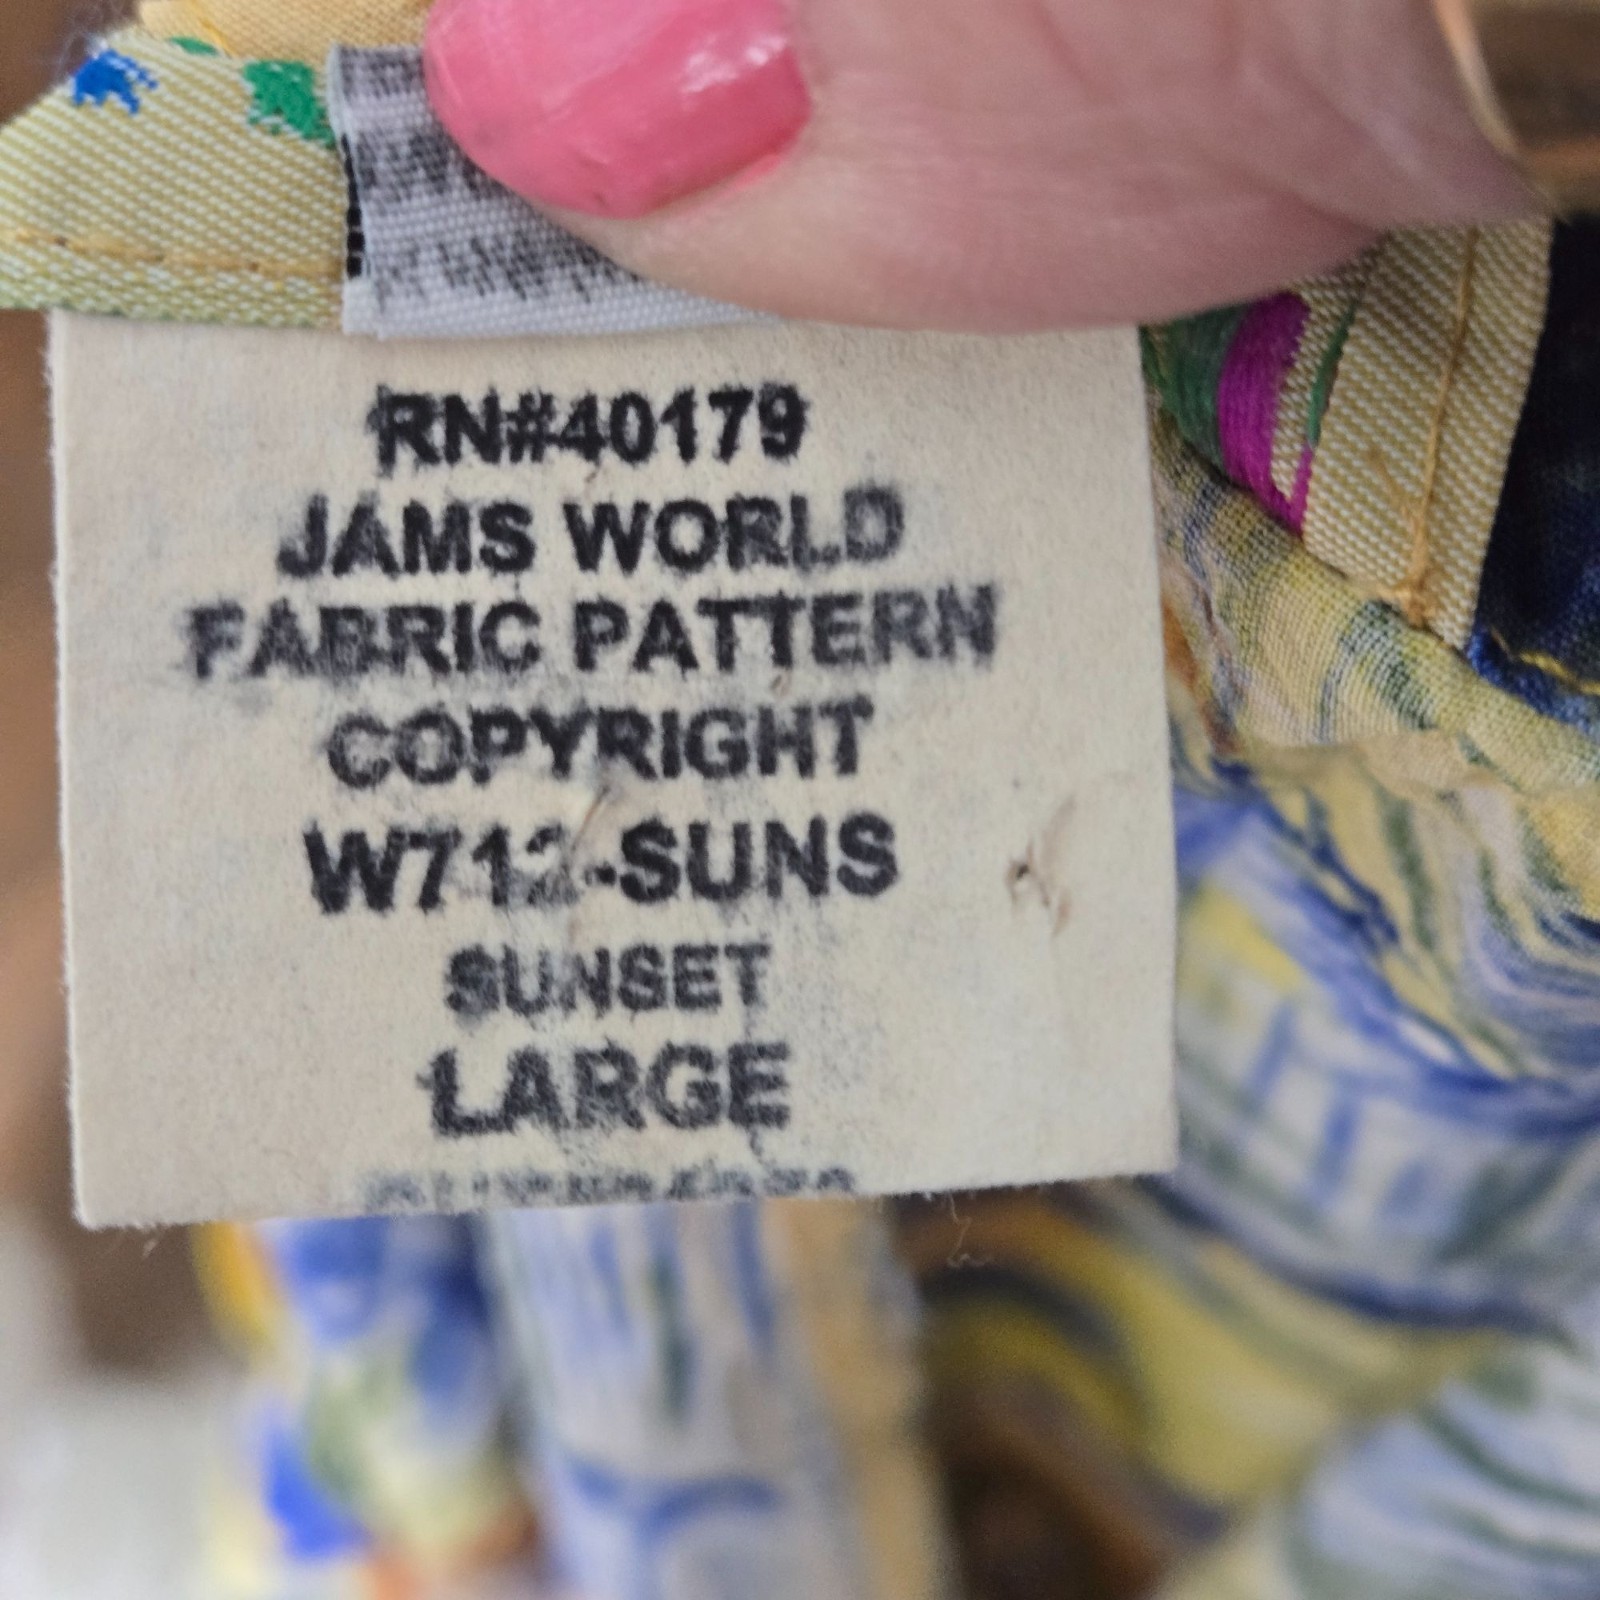 RN#40179
JAMS WORLD
FABRIC PATTERN
COPYRIGHT
W712-SUNS
SUNSET
LARGE